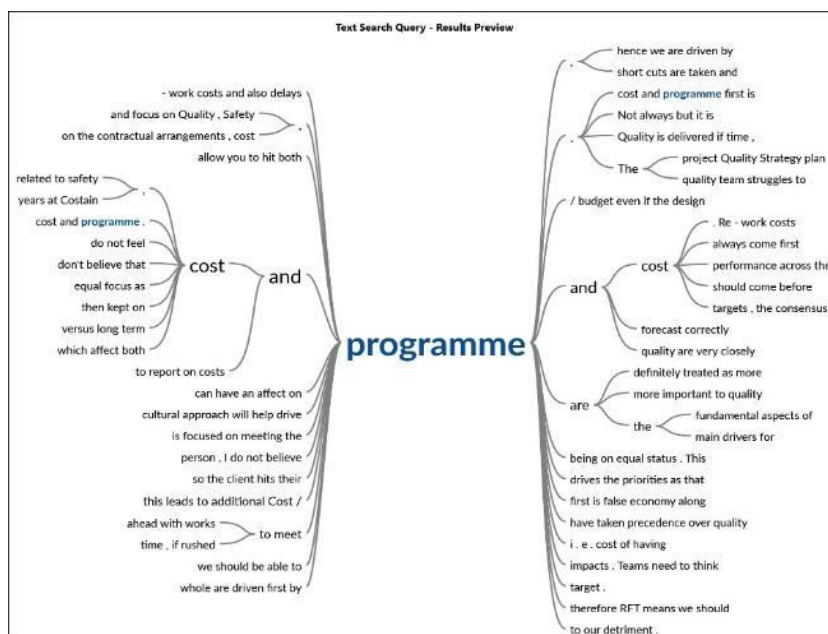 Text Search Query - Results Preview
- work costs and also delays
and focus on Quality , Safety
on the contractual arrangements , cost
,
allow you to hit both
related to safety
years at Costain
,
cost and programme .
do not feel
don't believe that
equal focus as
then kept on
versus long term
which affect both
cost
to report on costs
and
can have an affect on
cultural approach will help drive
is focused on meeting the
person , I do not believe
so the client hits their
this leads to additional Cost /
ahead with works
time , if rushed
to meet
we should be able to
whole are driven first by
programme
,
hence we are driven by
short cuts are taken and
.
cost and programme first is
Not always but it is
Quality is delivered if time ,
The
project Quality Strategy plan
quality team struggles to
/ budget even if the design
and
cost
. Re - work costs
always come first
performance across the
should come before
targets , the consensus
forecast correctly
quality are very closely
are
definitely treated as more
more important to quality
the
fundamental aspects of
main drivers for
being on equal status . This
drives the priorities as that
first is false economy along
have taken precedence over quality
i . e . cost of having
impacts . Teams need to think
target .
therefore RFT means we should
to our detriment .